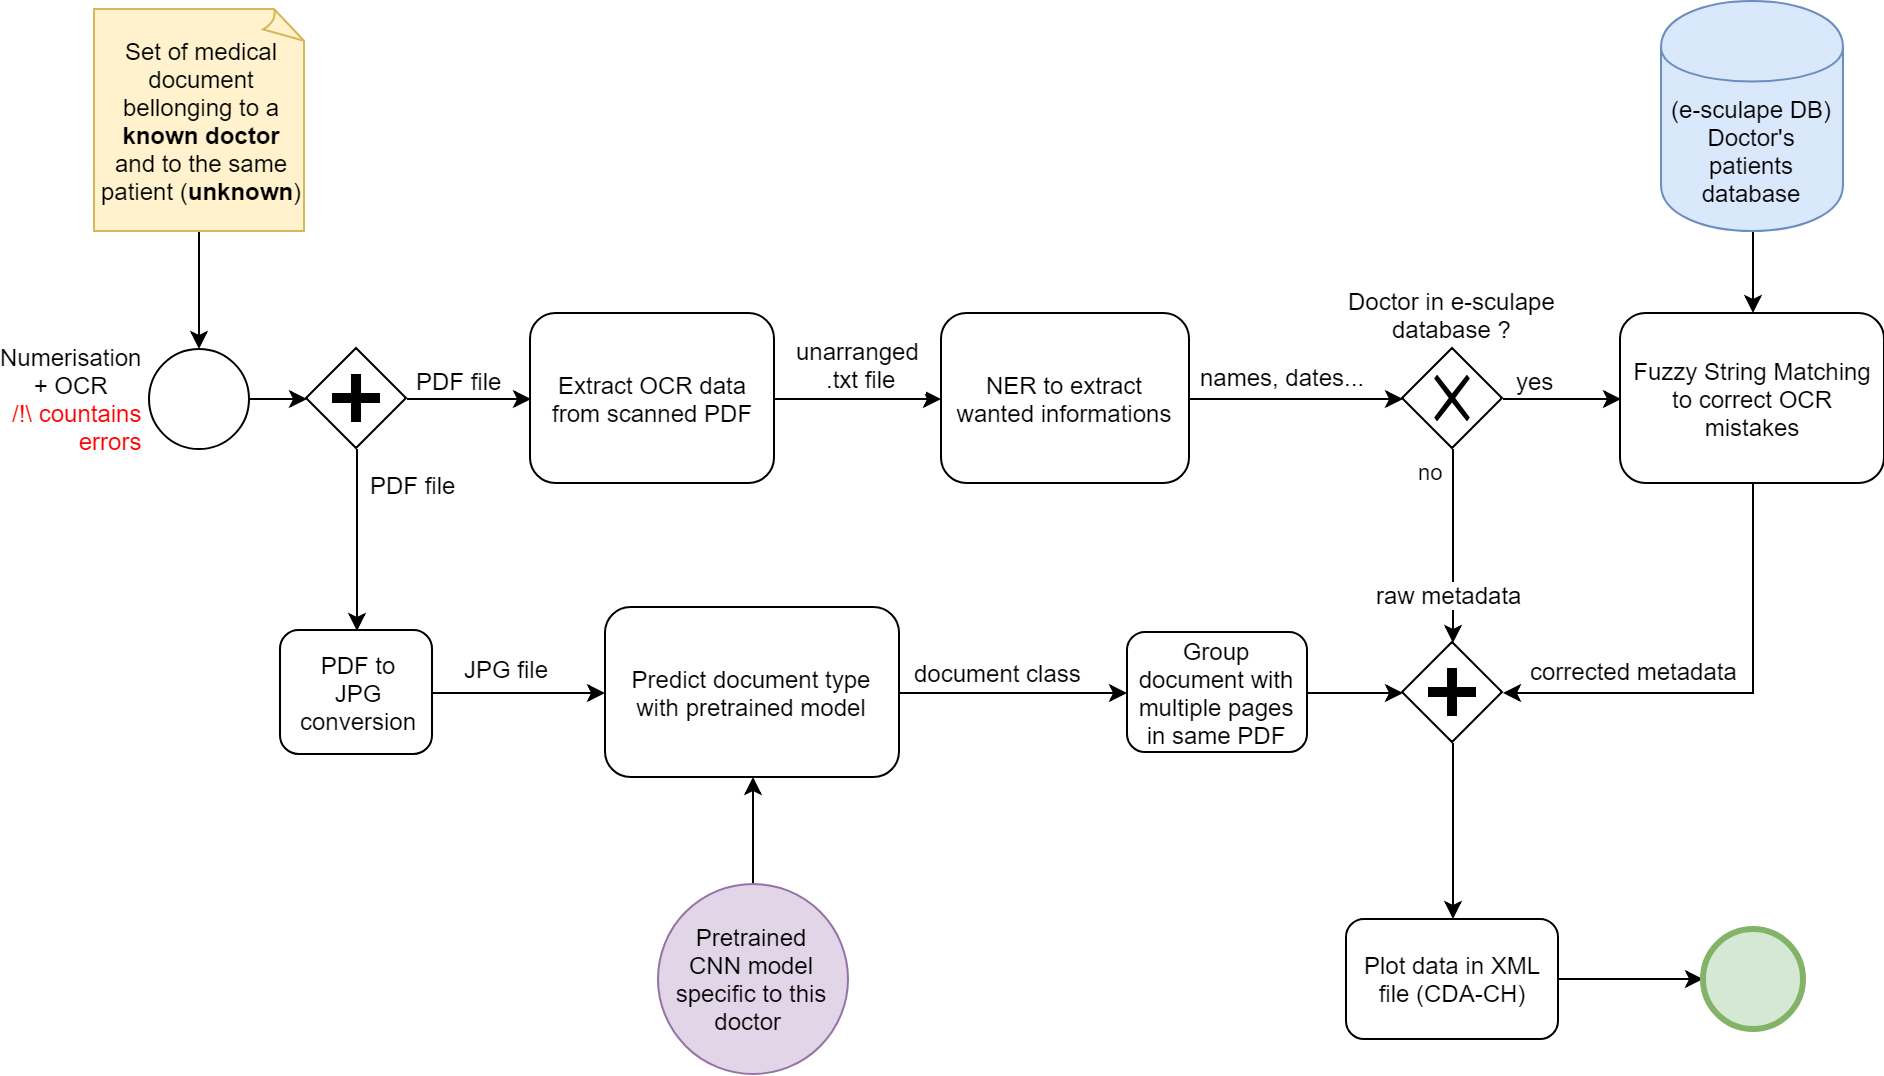 Set of medical
document
bellonging to a
known doctor
and to the same
patient (unknown)
(e-sculape DB)
Doctor's
patients
database
Numerisation
+ OCR
/!\ countains
errors
PDF file
Extract OCR data
from scanned PDF
unarranged
.txt file
NER to extract
wanted informations
names, dates...
Doctor in e-sculape
database ?
yes
Fuzzy String Matching
to correct OCR
mistakes
no
PDF file
raw metadata
corrected metadata
PDF to
JPG
conversion
JPG file
Predict document type
with pretrained model
document class
Group
document with
multiple pages
in same PDF
Pretrained
CNN model
specific to this
doctor
Plot data in XML
file (CDA-CH)